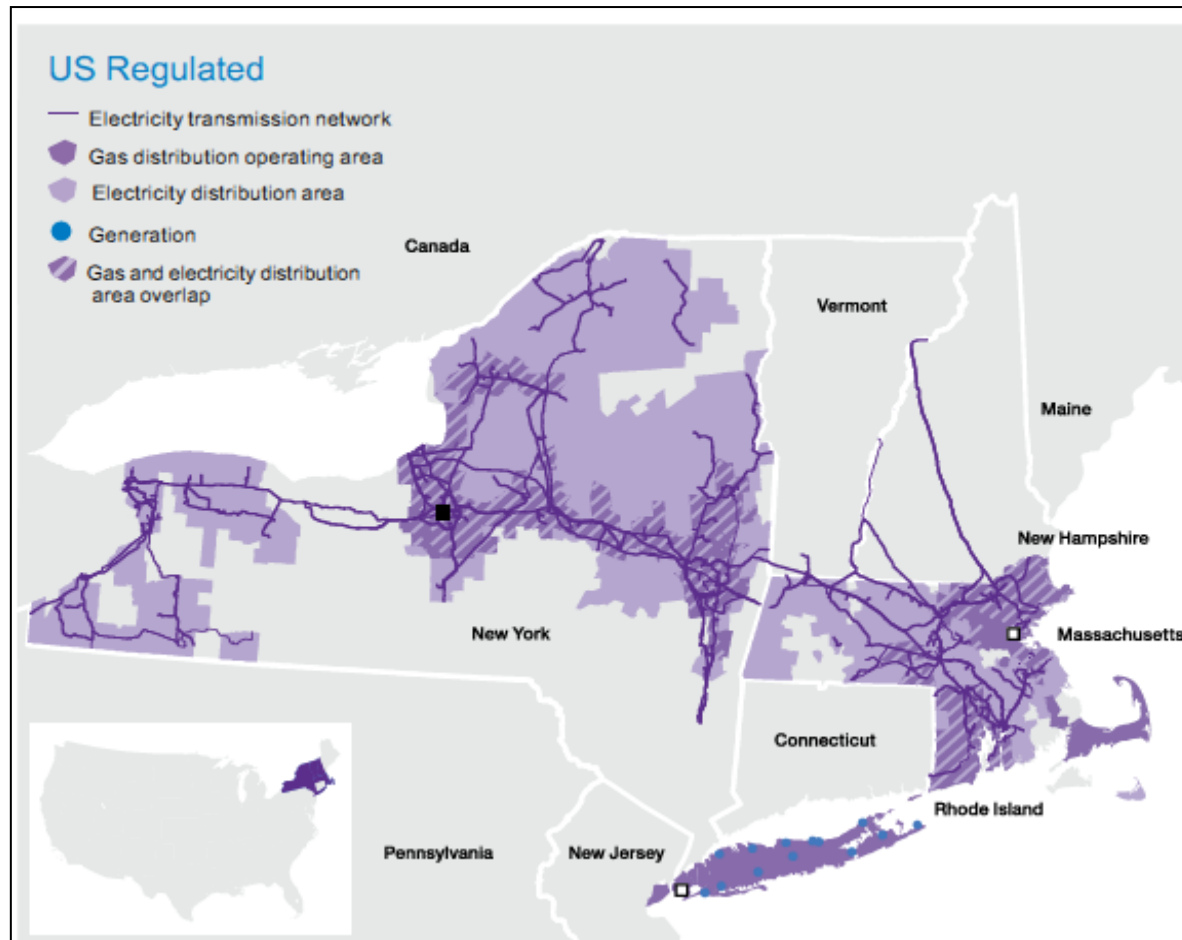 US Regulated
Electricity transmission network
Gas distribution operating area
Electricity distribution area
Generation
Gas and electricity distribution
area overlap
Canada
Vermont
Maine
New Hampshire
New York
Massachusetts
Connecticut
Rhode Island
Pennsylvania
New Jersey